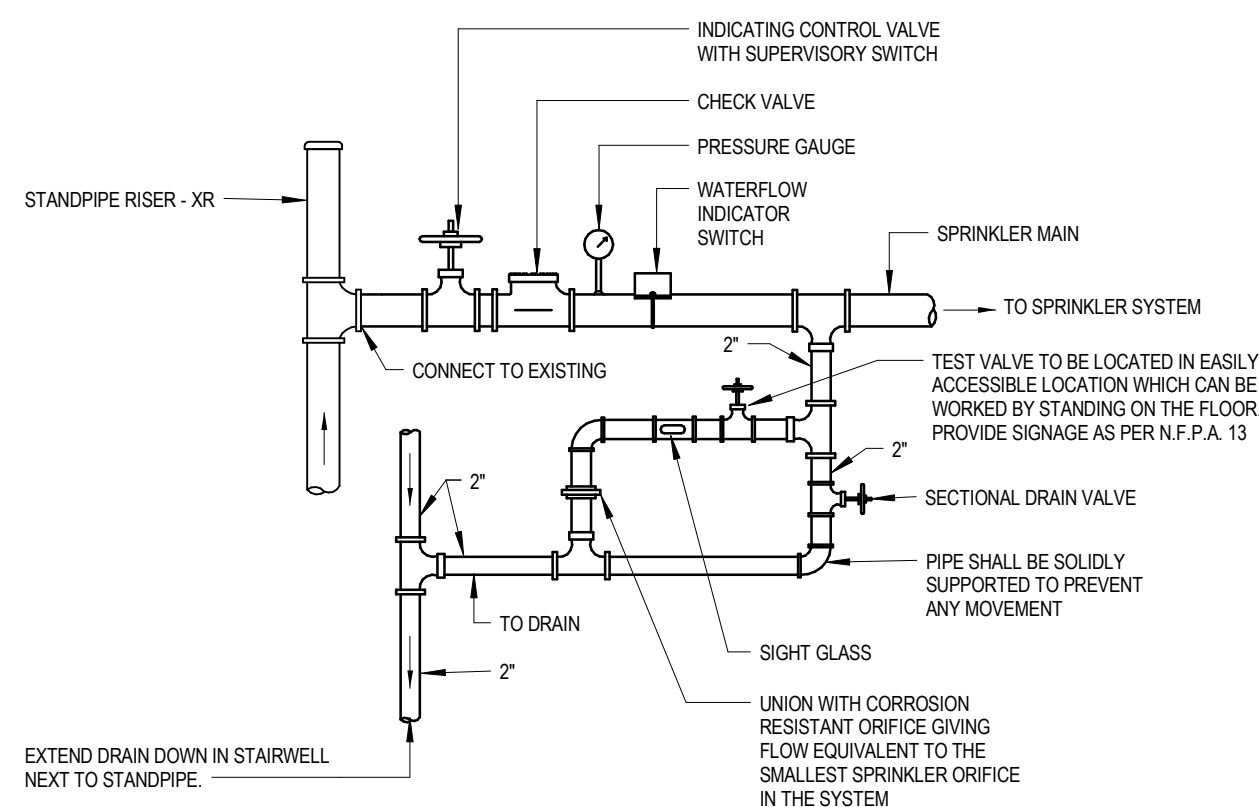 INDICATING CONTROL VALVE
WITH SUPERVISORY SWITCH
CHECK VALVE
PRESSURE GAUGE
STANDPIPE RISER - XR
WATERFLOW
INDICATOR
SWITCH
SPRINKLER MAIN
TO SPRINKLER SYSTEM
2"
CONNECT TO EXISTING
TEST VALVE TO BE LOCATED IN EASILY
ACCESSIBLE LOCATION WHICH CAN BE
WORKED BY STANDING ON THE FLOOR.
PROVIDE SIGNAGE AS PER N.F.P.A. 13
2"
2"
SECTIONAL DRAIN VALVE
PIPE SHALL BE SOLIDLY
SUPPORTED TO PREVENT
ANY MOVEMENT
TO DRAIN
SIGHT GLASS
2"
UNION WITH CORROSION
RESISTANT ORIFICE GIVING
FLOW EQUIVALENT TO THE
SMALLEST SPRINKLER ORIFICE
IN THE SYSTEM
EXTEND DRAIN DOWN IN STAIRWELL
NEXT TO STANDPIPE.